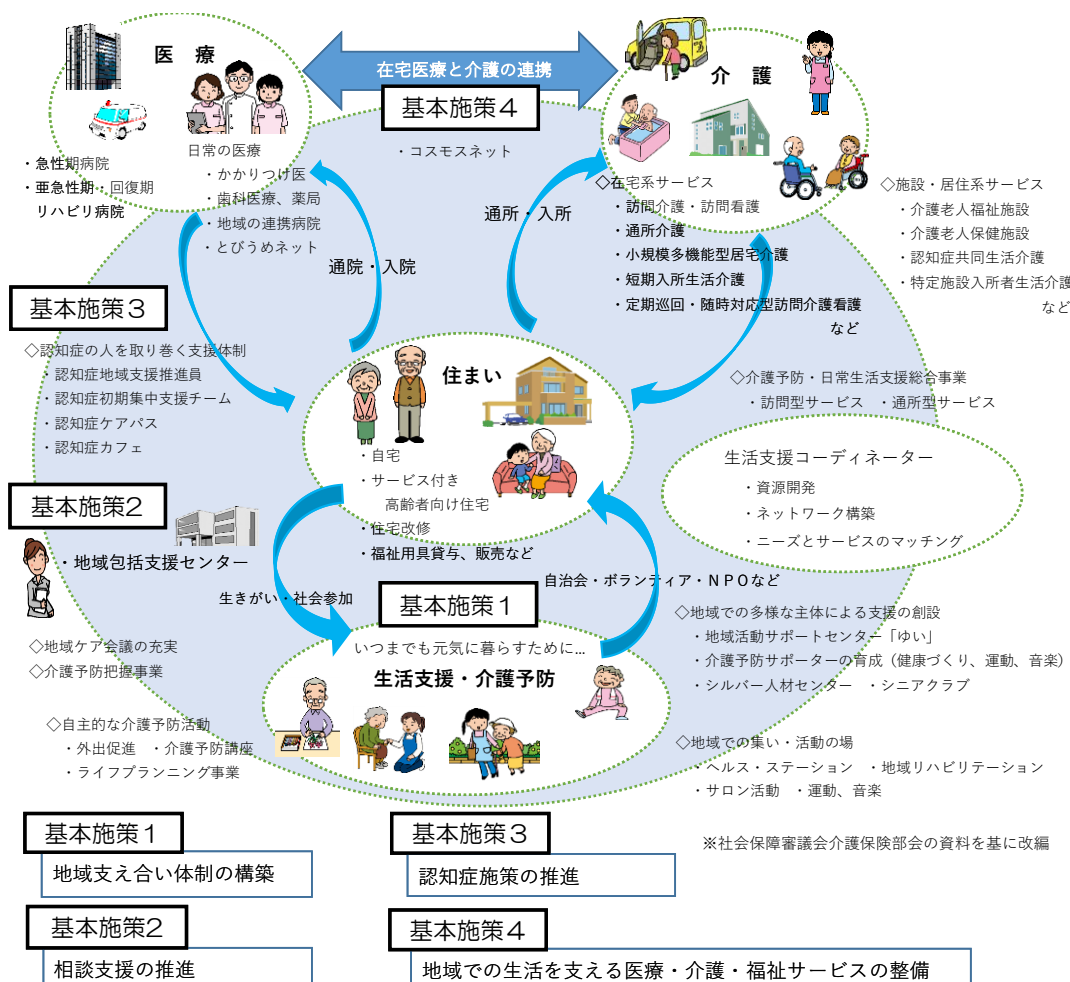 医　療
在宅医療と介護の連携
介　護
基本施策４
・コスモスネット
・急性期病院
・亜急性期・回復期
リハビリ病院
日常の医療
・かかりつけ医
・歯科医療、薬局
・地域の連携病院
・とびうめネット
通院・入院
通所・入所
◇在宅系サービス
・訪問介護・訪問看護
・通所介護
・小規模多機能型居宅介護
・短期入所生活介護
・定期巡回・随時対応型訪問介護看護
など
◇施設・居住系サービス
・介護老人福祉施設
・介護老人保健施設
・認知症共同生活介護
・特定施設入所者生活介護
など
基本施策３
◇認知症の人を取り巻く支援体制
・認知症地域支援推進員
・認知症初期集中支援チーム
・認知症ケアパス
・認知症カフェ
住まい
・自宅
・サービス付き
高齢者向け住宅
・住宅改修
・福祉用具貸与、販売など
◇介護予防・日常生活支援総合事業
・訪問型サービス　・通所型サービス
生活支援コーディネーター
・資源開発
・ネットワーク構築
・ニーズとサービスのマッチング
基本施策2
・地域包括支援センター
◇地域ケア会議の充実
◇介護予防把握事業
生きがい・社会参加
自治会・ボランティア・ＮＰＯなど
基本施策１
いつまでも元気に暮らすために…
生活支援・介護予防
◇地域での多様な主体による支援の創設
・地域活動サポートセンター「ゆい」
・介護予防サポーターの育成（健康づくり、運動、音楽）
・シルバー人材センター　・シニアクラブ
◇自主的な介護予防活動
・外出促進　・介護予防講座
・ライフプランニング事業
◇地域での集い・活動の場
・ヘルス・ステーション　・地域リハビリテーション
・サロン活動　・運動、音楽
※社会保障審議会介護保険部会の資料を基に改編
基本施策１
地域支え合い体制の構築
基本施策３
認知症施策の推進
基本施策2
相談支援の推進
基本施策４
地域での生活を支える医療・介護・福祉サービスの整備